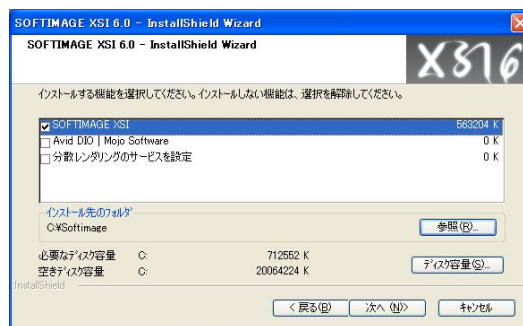 SOFTIMAGE XSI 6.0 - InstallShield Wizard
SOFTIMAGE XSI 6.0 - InstallShield Wizard
XSI6
インストールする機能を選択してください。インストールしない機能は、選択を解除してください。
SOFTIMAGE XSI 563204 K
Avid DIO | Mojo Software 0 K
分散レンダリングのサービスを設定 0 K
インストール先のフォルダ
C:¥Softimage
参照(R)...
必要なディスク容量 C: 712552 K
空きディスク容量 C: 20064224 K
ディスク容量(S)...
InstallShield
< 戻る(B) 次へ (N)> キャンセル